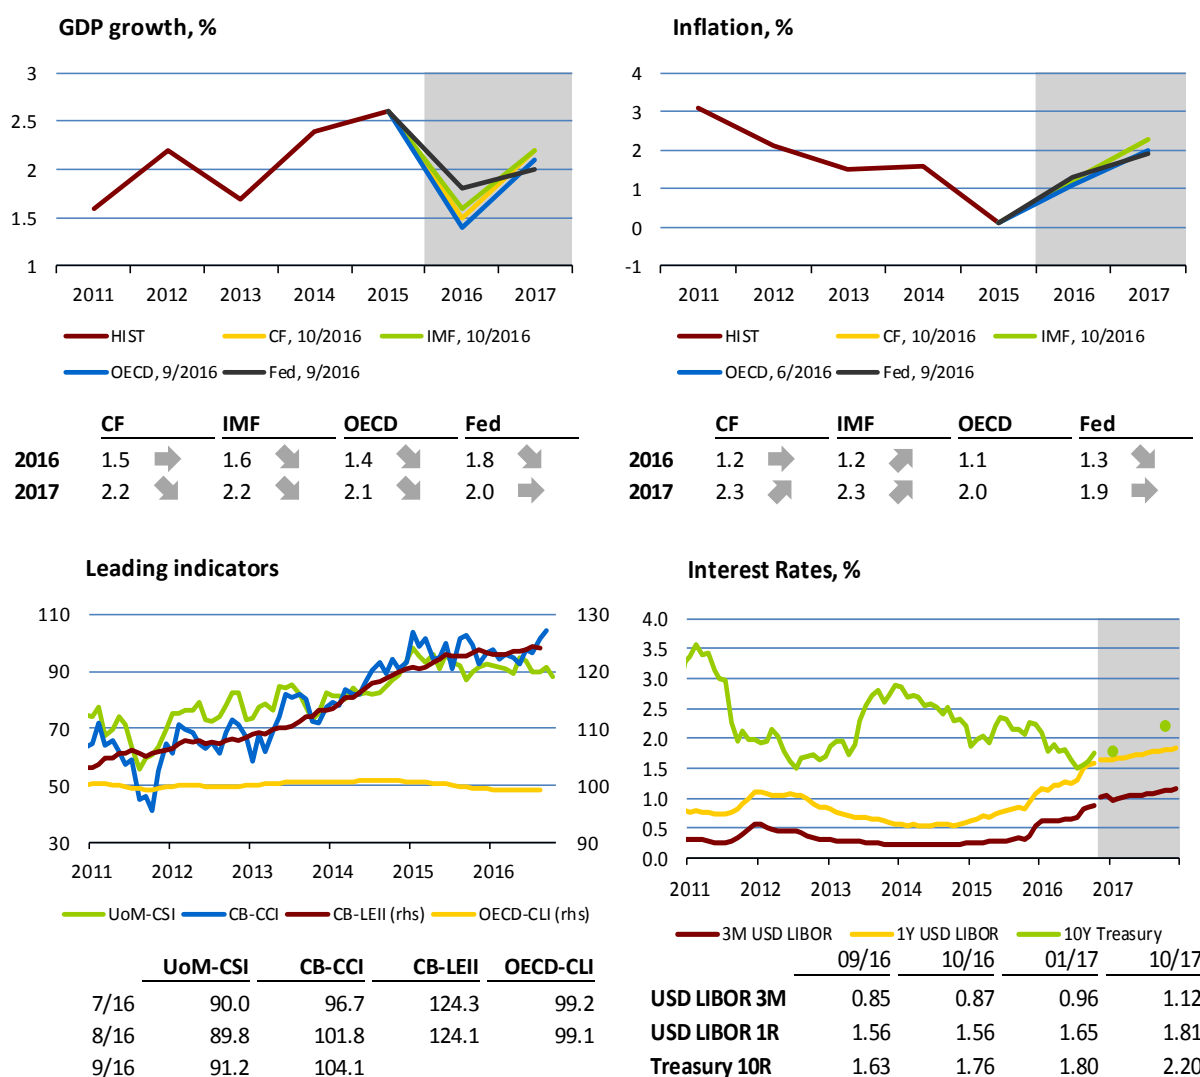 GDP growth, %
3
2.5
2
1.5
1
2011 2012 2013 2014 2015 2016 2017
HIST CF, 10/2016 IMF, 10/2016
OECD, 9/2016 Fed, 9/2016
CF IMF OECD Fed
2016 1.5 1.6 1.4 1.8
2017 2.2 2.2 2.1 2.0
Inflation, %
4
3
2
1
0
-1
2011 2012 2013 2014 2015 2016 2017
HIST CF, 10/2016 IMF, 10/2016
OECD, 6/2016 Fed, 9/2016
CF IMF OECD Fed
2016 1.2 1.2 1.1 1.3
2017 2.3 2.3 2.0 1.9
Leading indicators
110 130
90 120
70 110
50 100
30 90
2011 2012 2013 2014 2015 2016
UoM-CSI CB-CCI CB-LEII (rhs) OECD-CLI (rhs)
UoM-CSI CB-CCI CB-LEII OECD-CLI
7/16 90.0 96.7 124.3 99.2
8/16 89.8 101.8 124.1 99.1
9/16 91.2 104.1
Interest Rates, %
4.0
3.5
3.0
2.5
2.0
1.5
1.0
0.5
0.0
2011 2012 2013 2014 2015 2016 2017
3M USD LIBOR 1Y USD LIBOR 10Y Treasury
09/16 10/16 01/17 10/17
USD LIBOR 3M 0.85 0.87 0.96 1.12
USD LIBOR 1R 1.56 1.56 1.65 1.81
Treasury 10R 1.63 1.76 1.80 2.20